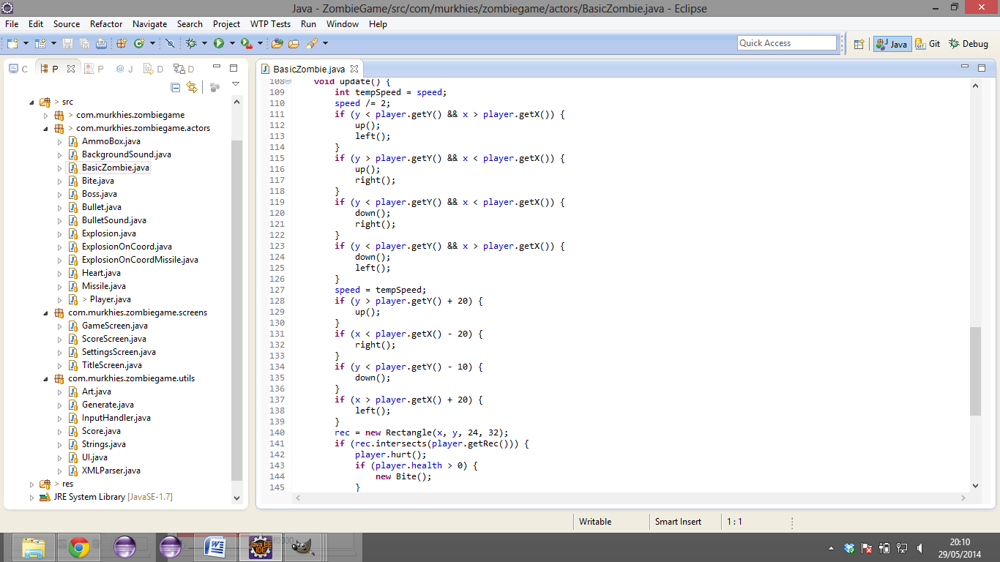 Java - ZombieGame/src/com/murkhies/zombiegame/actors/BasicZombie.java - Eclipse
File Edit Source Refactor Navigate Search Project WTP Tests Run Window Help
Quick Access Java Git Debug
C P P @ J D D
BasicZombie.java
> src
> com.murkhies.zombiegame
> com.murkhies.zombiegame.actors
AmmoBox.java
BackgroundSound.java
BasicZombie.java
Bite.java
Boss.java
Bullet.java
BulletSound.java
Explosion.java
ExplosionOnCoord.java
ExplosionOnCoordMissile.java
Heart.java
Missile.java
> Player.java
com.murkhies.zombiegame.screens
GameScreen.java
ScoreScreen.java
SettingsScreen.java
TitleScreen.java
com.murkhies.zombiegame.utils
Art.java
Generate.java
InputHandler.java
Score.java
Strings.java
UI.java
XMLParser.java
> res
JRE System Library [JavaSE-1.7]
108 void update() {
109 int tempSpeed = speed;
110 speed /= 2;
111 if (y < player.getY() && x > player.getX()) {
112 up();
113 left();
114 }
115 if (y > player.getY() && x < player.getX()) {
116 up();
117 right();
118 }
119 if (y < player.getY() && x < player.getX()) {
120 down();
121 right();
122 }
123 if (y < player.getY() && x > player.getX()) {
124 down();
125 left();
126 }
127 speed = tempSpeed;
128 if (y > player.getY() + 20) {
129 up();
130 }
131 if (x < player.getX() - 20) {
132 right();
133 }
134 if (y < player.getY() - 10) {
135 down();
136 }
137 if (x > player.getX() + 20) {
138 left();
139 }
140 rec = new Rectangle(x, y, 24, 32);
141 if (rec.intersects(player.getRec())) {
142 player.hurt();
143 if (player.health > 0) {
144 new Bite();
145 }
Writable Smart Insert 1 : 1
Java EE
IDE
20:10
29/05/2014